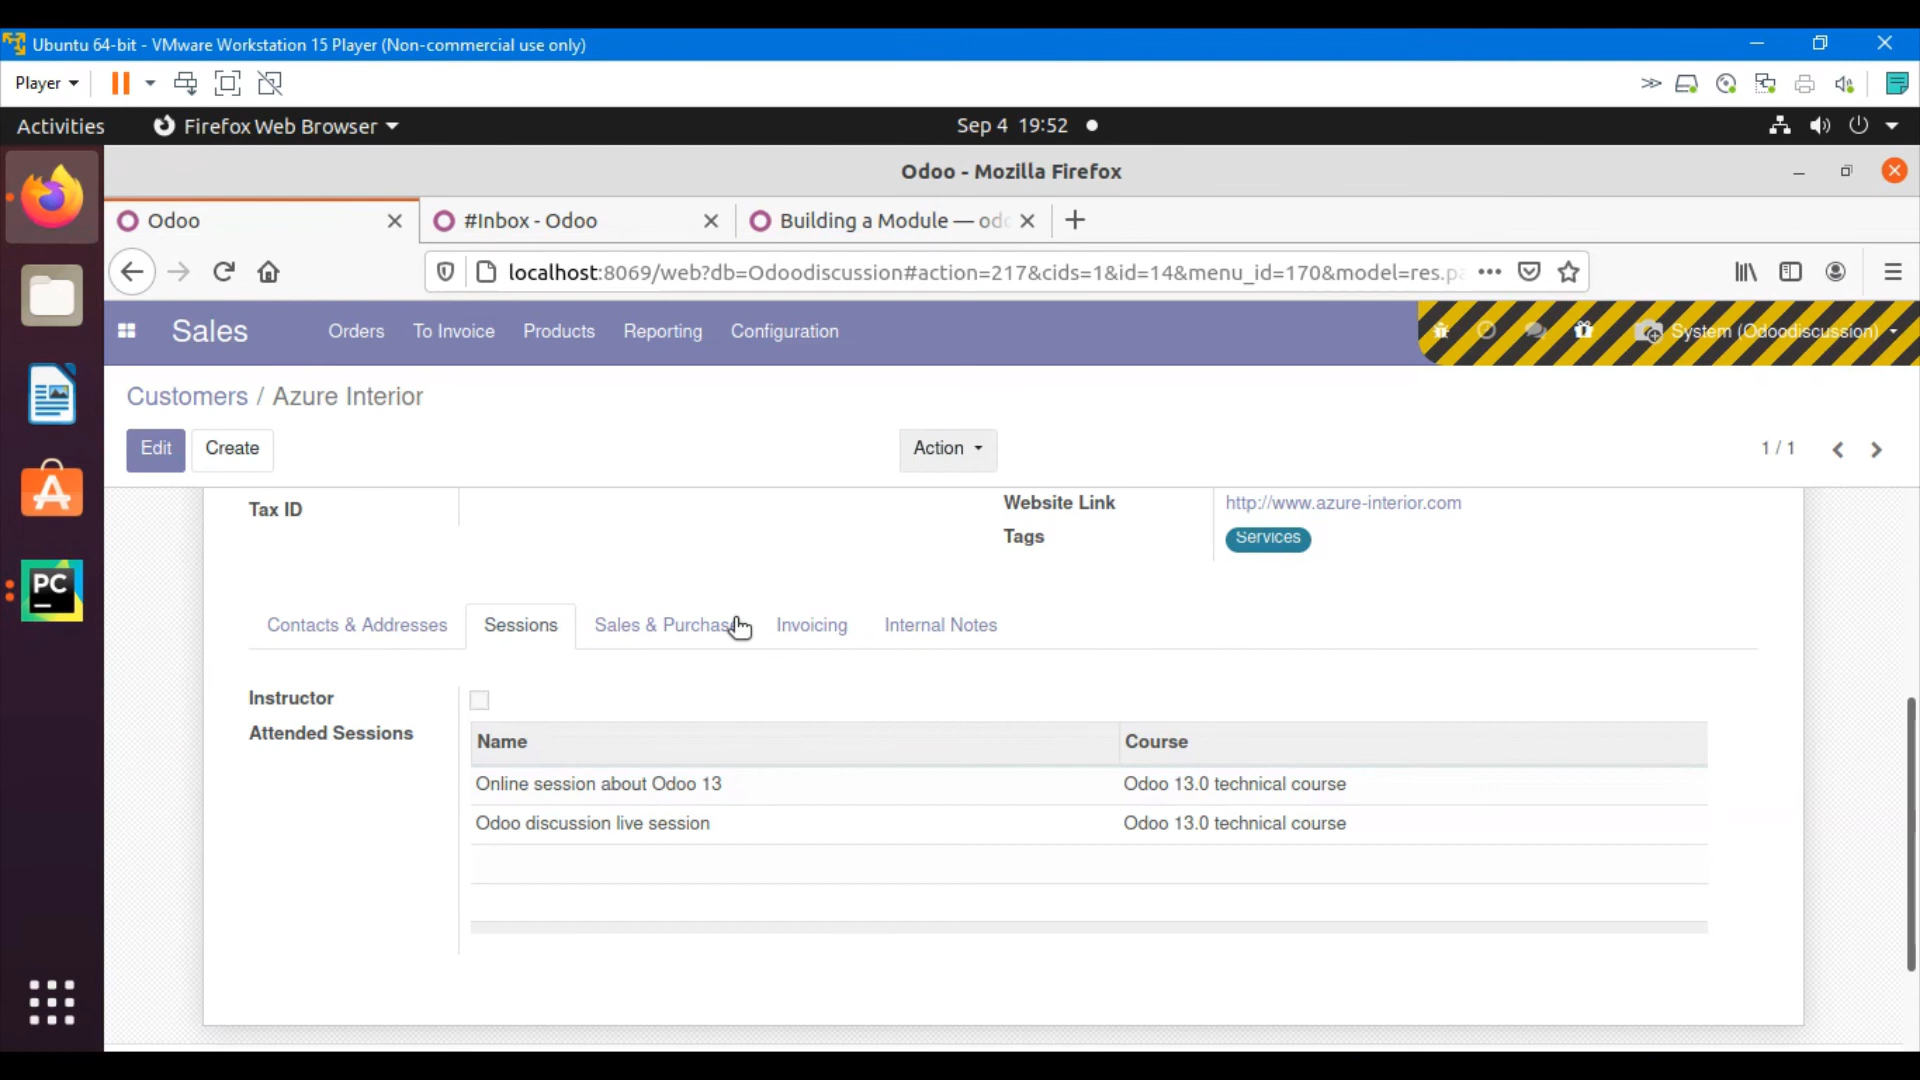 Ubuntu 64-bit - VMware Workstation 15 Player (Non-commercial use only)
Player
Activities Firefox Web Browser Sep 4 19:52
Odoo - Mozilla Firefox
Odoo #Inbox - Odoo Building a Module — odo
localhost:8069/web?db=Odoodiscussion#action=217&cids=1&id=14&menu_id=170&model=res.pa
Sales Orders To Invoice Products Reporting Configuration System (Odoodiscussion)
Customers / Azure Interior
Edit Create Action 1 / 1
Tax ID Website Link http://www.azure-interior.com
Tags Services
Contacts & Addresses Sessions Sales & Purchas Invoicing Internal Notes
Instructor
Attended Sessions
Name Course
Online session about Odoo 13 Odoo 13.0 technical course
Odoo discussion live session Odoo 13.0 technical course
PC